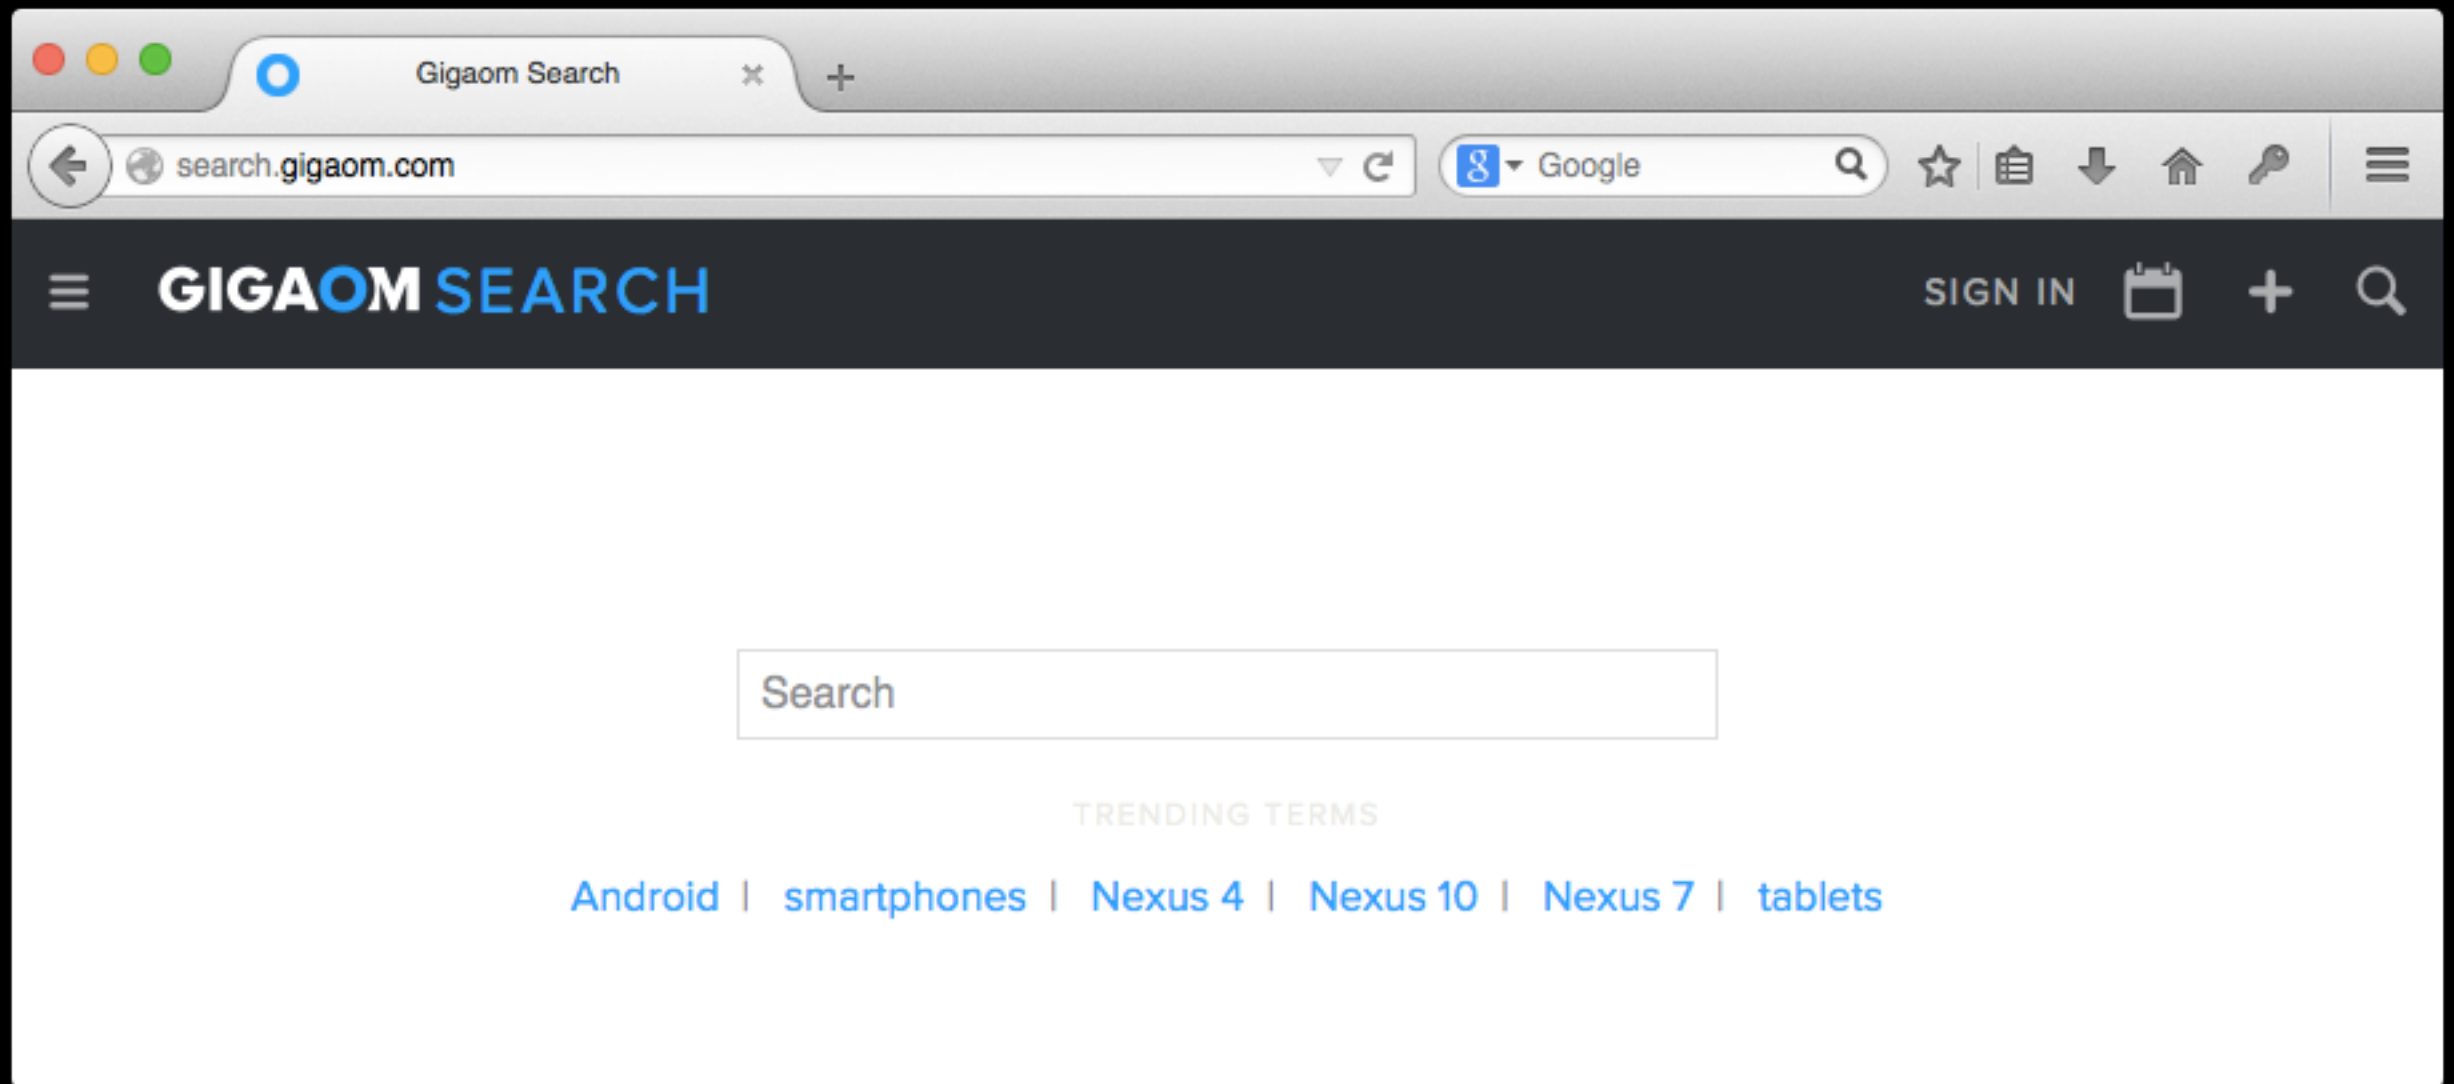 Gigaom Search
search.gigaom.com
Google
GIGAOM SEARCH
SIGN IN
Search
TRENDING TERMS
Android | smartphones | Nexus 4 | Nexus 10 | Nexus 7 | tablets